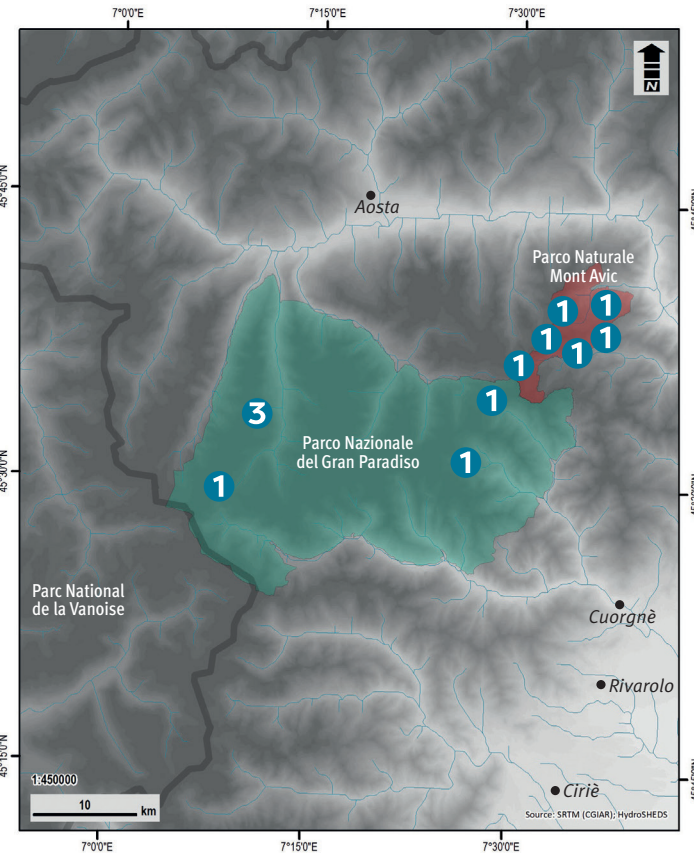 7°0'0"E
7°15'0"E
7°30'0"E
N
45°45'0"N
Aosta
Parco Naturale
Mont Avic
1
1
1
1
1
1
1
3
Parco Nazionale
del Gran Paradiso
1
1
45°30'0"N
Parc National
de la Vanoise
Cuorgnè
Rivarolo
45°15'0"N
1:450000
10
km
Ciriè
Source: SRTM (CGIAR); HydroSHEDS
7°0'0"E
7°15'0"E
7°30'0"E